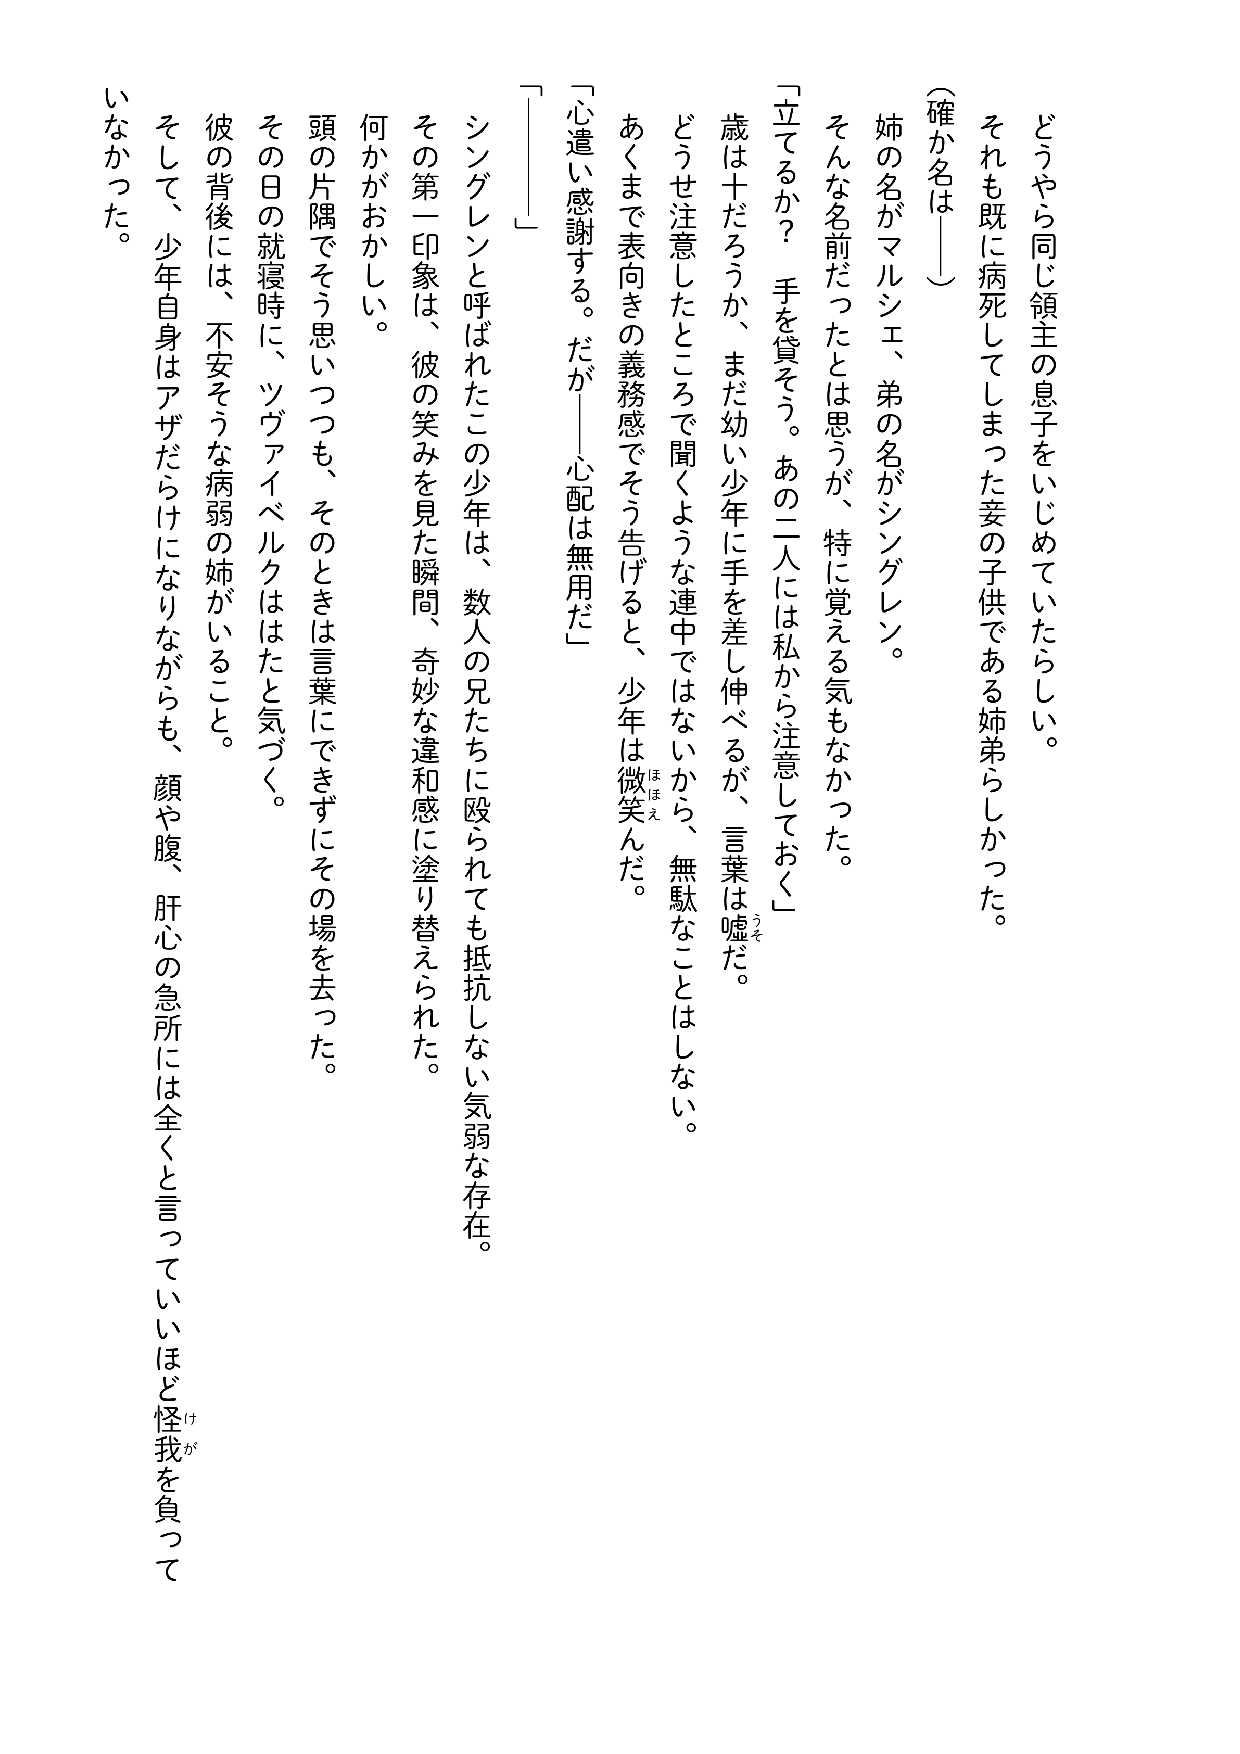 どうやら同じ領主の息子をいじめていたらしい。
それも既に病死してしまった妾の子供である姉弟らしかった。
(確か名は――)
姉の名がマルシェ、弟の名がシングレン。
そんな名前だったとは思うが、特に覚える気もなかった。
「立てるか？　手を貸そう。あの二人には私から注意しておく」
歳は十だろうか、まだ幼い少年に手を差し伸べるが、言葉は嘘だ。
どうせ注意したところで聞くような連中ではないから、無駄なことはしない。
あくまで表向きの義務感でそう告げると、少年は微笑んだ。
「心遣い感謝する。だが――心配は無用だ」
「――――」
シングレンと呼ばれたこの少年は、数人の兄たちに殴られても抵抗しない気弱な存在。
その第一印象は、彼の笑みを見た瞬間、奇妙な違和感に塗り替えられた。
何かがおかしい。
頭の片隅でそう思いつつも、そのときは言葉にできずにその場を去った。
その日の就寝時に、ツヴァイベルクははたと気づく。
彼の背後には、不安そうな病弱の姉がいること。
そして、少年自身はアザだらけになりながらも、顔や腹、肝心の急所には全くと言っていいほど怪我を負って
いなかった。